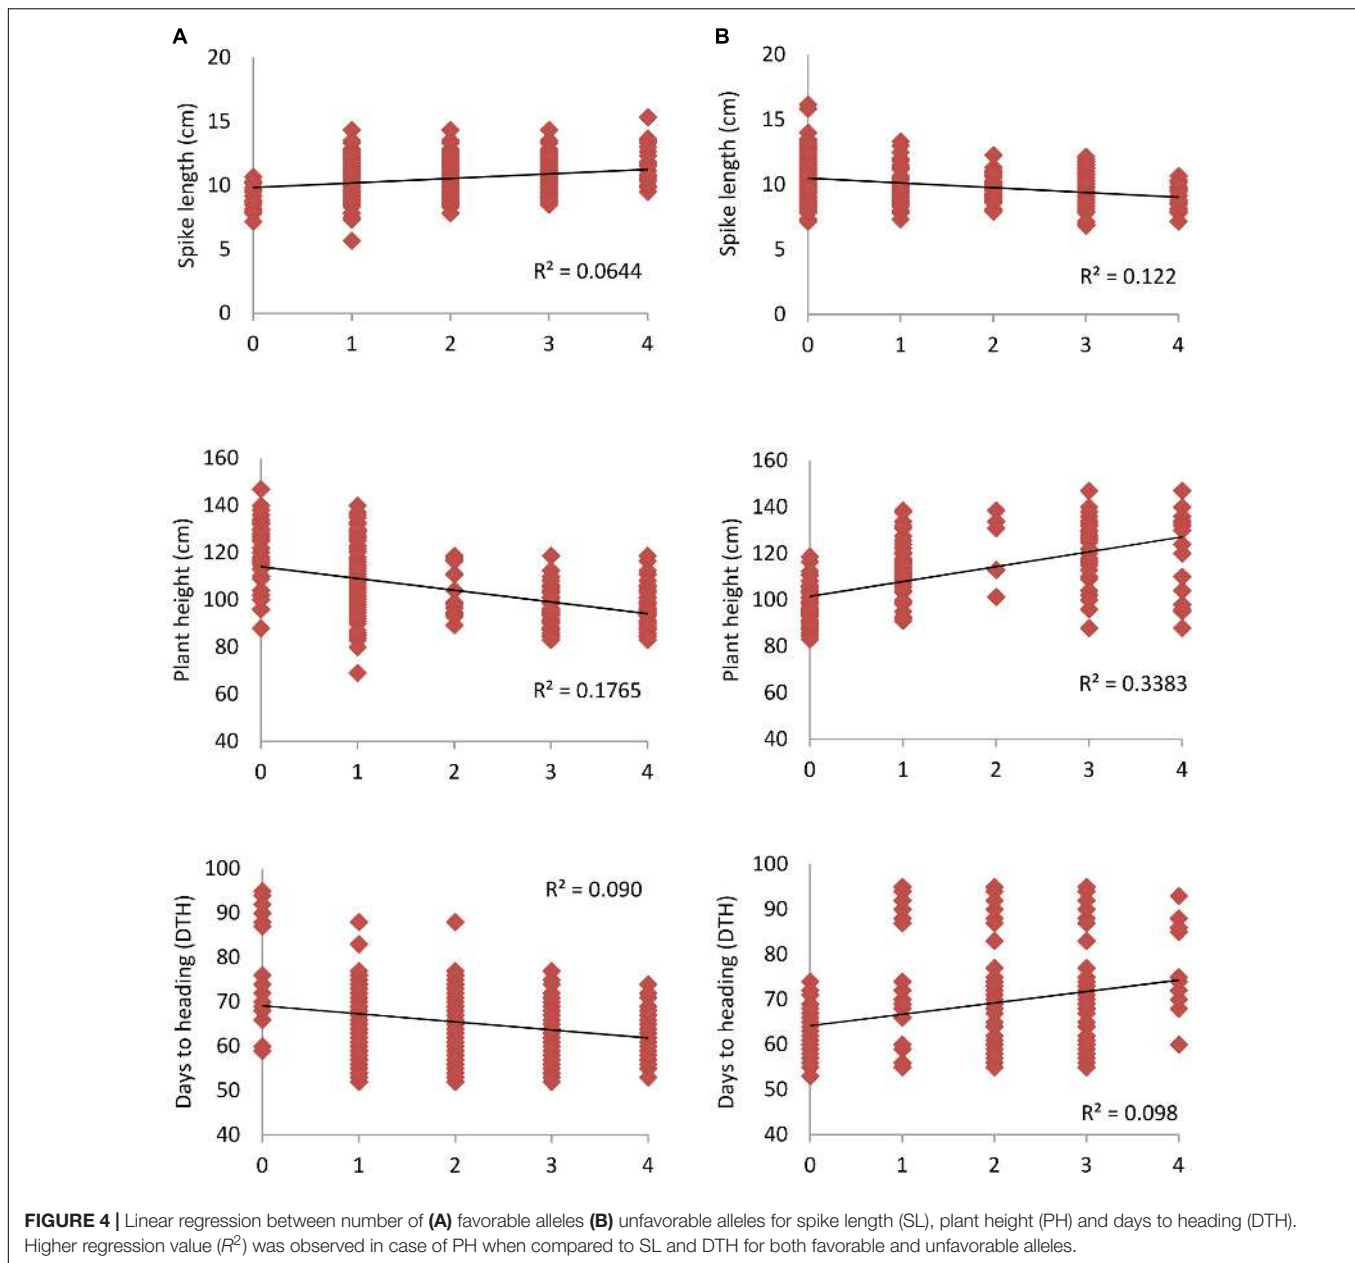 A
20
15
10
5
0
Spike length (cm)
R² = 0.0644
0 1 2 3 4
B
20
15
10
5
0
Spike length (cm)
R² = 0.122
0 1 2 3 4
160
140
120
100
80
60
40
Plant height (cm)
R² = 0.1765
0 1 2 3 4
160
140
120
100
80
60
40
Plant height (cm)
R² = 0.3383
0 1 2 3 4
100
90
80
70
60
50
40
Days to heading (DTH)
R² = 0.090
0 1 2 3 4
100
90
80
70
60
50
40
Days to heading (DTH)
R² = 0.098
0 1 2 3 4
FIGURE 4 | Linear regression between number of (A) favorable alleles (B) unfavorable alleles for spike length (SL), plant height (PH) and days to heading (DTH).
Higher regression value (R²) was observed in case of PH when compared to SL and DTH for both favorable and unfavorable alleles.